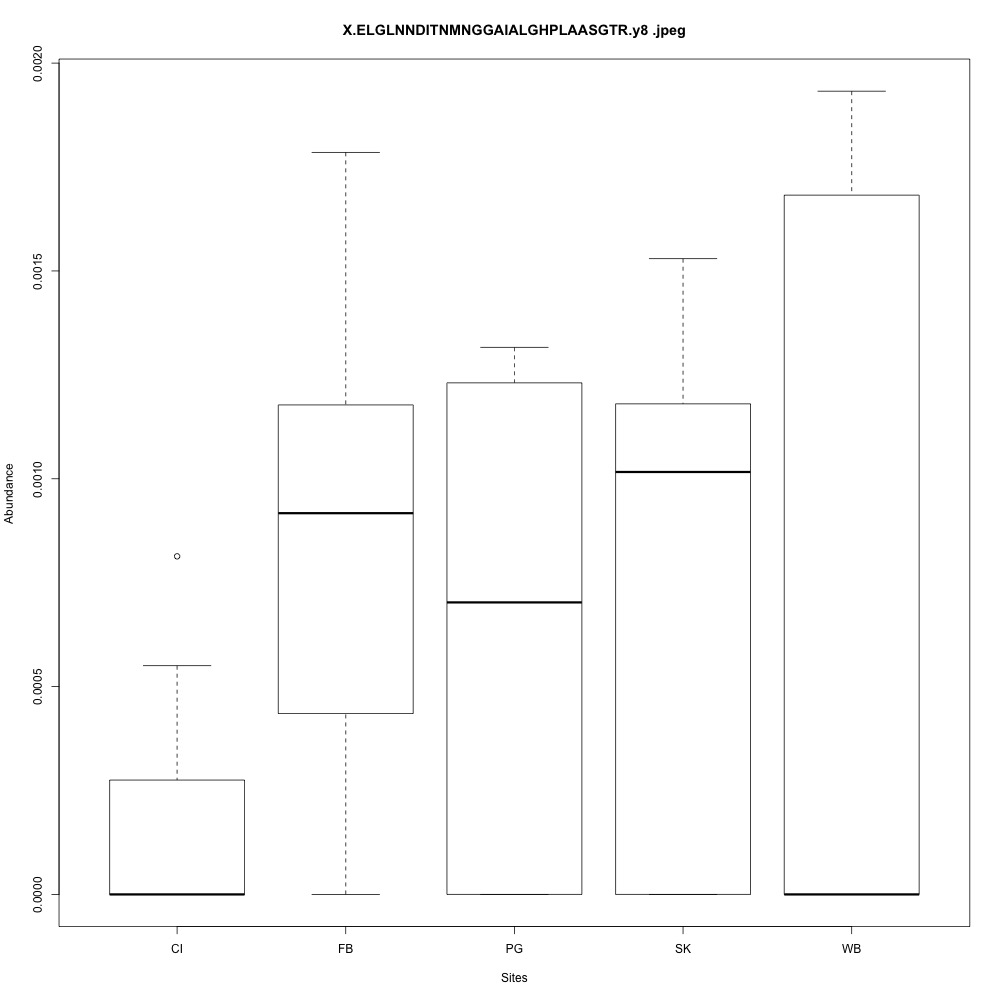 X.ELGLNNDITNMNGGAIALGHPLAASGTR.y8 .jpeg
0.0020
0.0015
0.0010
0.0005
0.0000
Abundance
CI FB PG SK WB
Sites